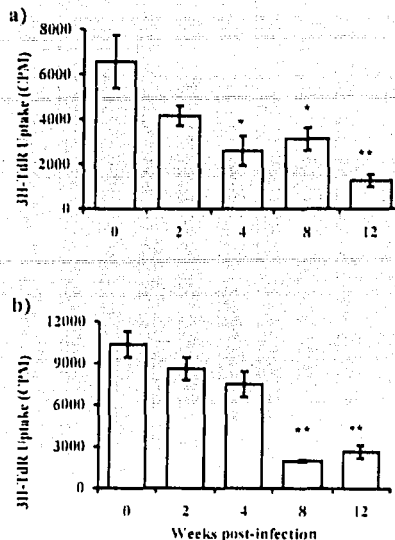 a)
3H-TdR Uptake (CPM)
8000
6000
4000
2000
0
* * **
0 2 4 8 12
b)
3H-TdR Uptake (CPM)
12000
9000
6000
3000
0
** **
0 2 4 8 12
Weeks post-infection